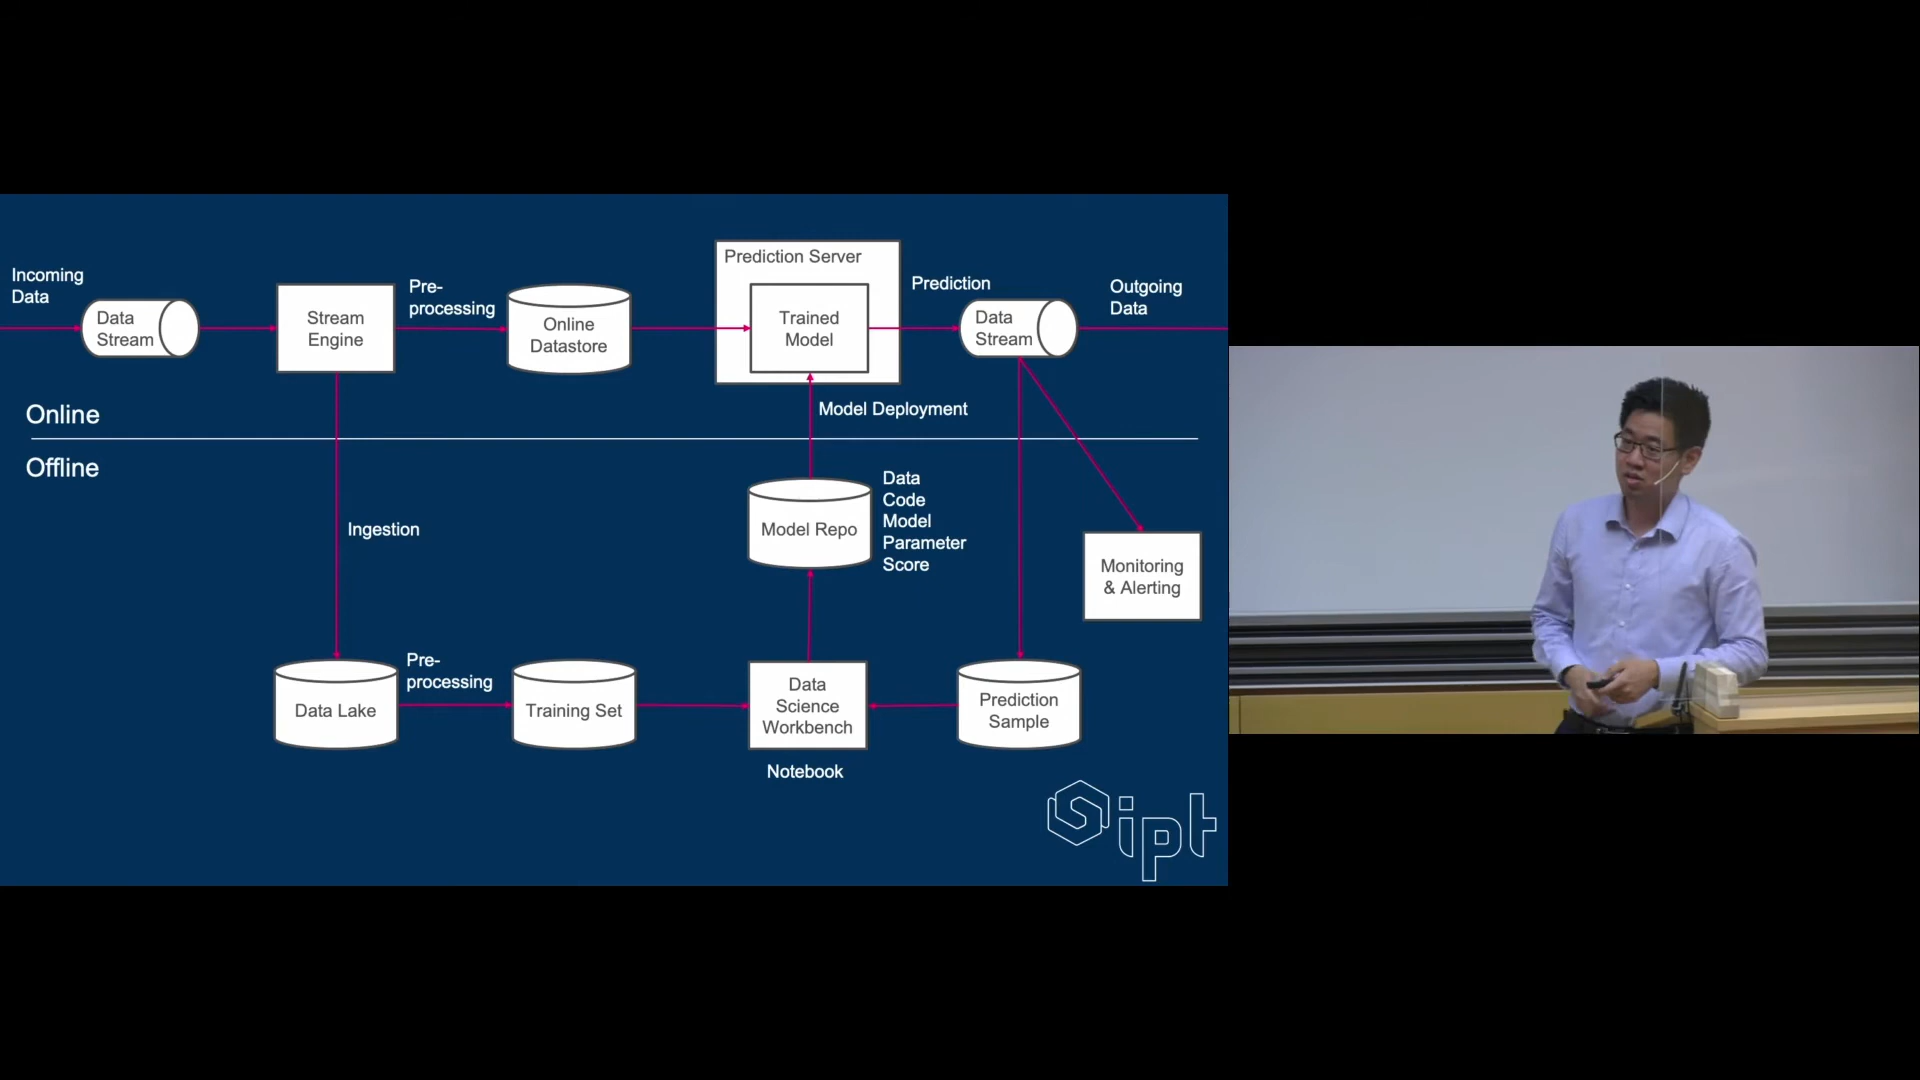 Incoming
Data
Data
Stream
Stream
Engine
Pre-
processing
Online
Datastore
Prediction Server
Trained
Model
Prediction
Data
Stream
Outgoing
Data
Online
Model Deployment
Offline
Ingestion
Model Repo
Data
Code
Model
Parameter
Score
Monitoring
& Alerting
Data Lake
Pre-
processing
Training Set
Data
Science
Workbench
Prediction
Sample
Notebook
ipt